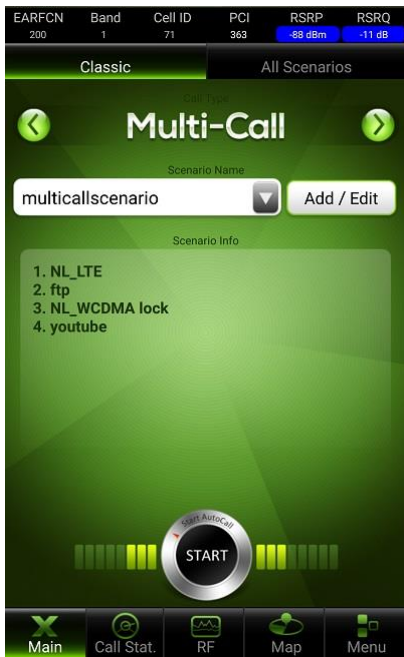 EARFCN Band Cell ID PCI RSRP RSRQ
200 1 71 363 -88 dBm -11 dB
Classic All Scenarios
Call Type
Multi-Call
Scenario Name
multicallscenario Add / Edit
Scenario Info
1. NL_LTE
2. ftp
3. NL_WCDMA lock
4. youtube
Start AutoCall
START
Main Call Stat. RF Map Menu